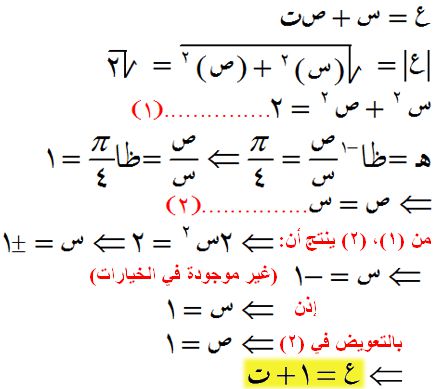 ع = س + ص ت
|ع| = √((س)² + (ص)²) = √٢
س² + ص² = ٢ ...............(١)
هـ = ظا⁻¹ ص/س = π/٤ ⇐ ص/س = ظا π/٤ = ١
⇐ ص = س ...............(٢)
من (١)، (٢) ينتج أن: ⇐ ٢س² = ٢ ⇐ س = ±١
⇐ س = −١ (غير موجودة في الخيارات)
إذن ⇐ س = ١
بالتعويض في (٢) ⇐ ص = ١
⇐ ع = ١ + ت